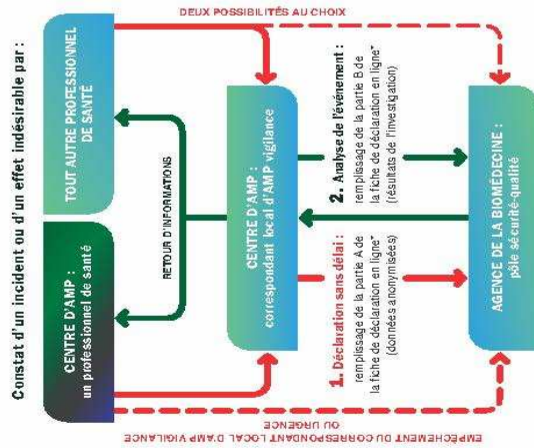 Constat d'un incident ou d'un effet indésirable par :
CENTRE D'AMP :
un professionnel de santé
TOUT AUTRE PROFESSIONNEL
DE SANTÉ
RETOUR D'INFORMATIONS
CENTRE D'AMP :
correspondant local d'AMP vigilance
1. Déclaration sans délai :
remplissage de la partie A de
la fiche de déclaration en ligne*
(données anonymisées)
2. Analyse de l'événement :
remplissage de la partie B de
la fiche de déclaration en ligne*
(résultats de l'investigation)
AGENCE DE LA BIOMÉDECINE :
pôle sécurité-qualité
EMPÊCHEMENT DU CORRESPONDANT LOCAL D'AMP VIGILANCE
OU URGENCE
DEUX POSSIBILITÉS AU CHOIX